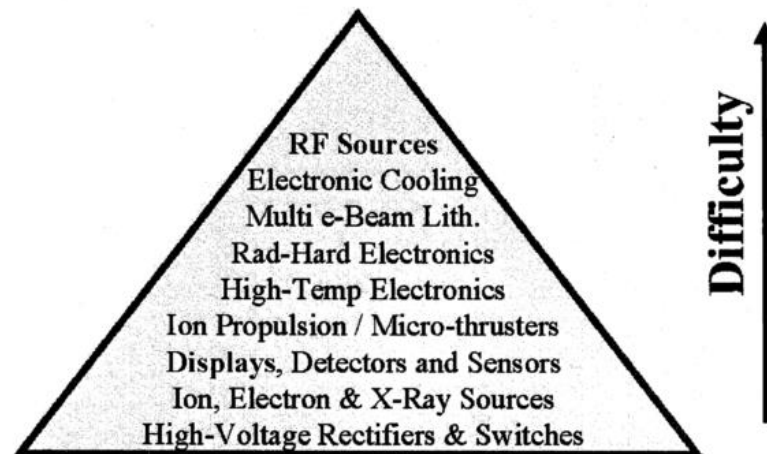 RF Sources
Electronic Cooling
Multi e-Beam Lith.
Rad-Hard Electronics
High-Temp Electronics
Ion Propulsion / Micro-thrusters
Displays, Detectors and Sensors
Ion, Electron & X-Ray Sources
High-Voltage Rectifiers & Switches
Difficulty